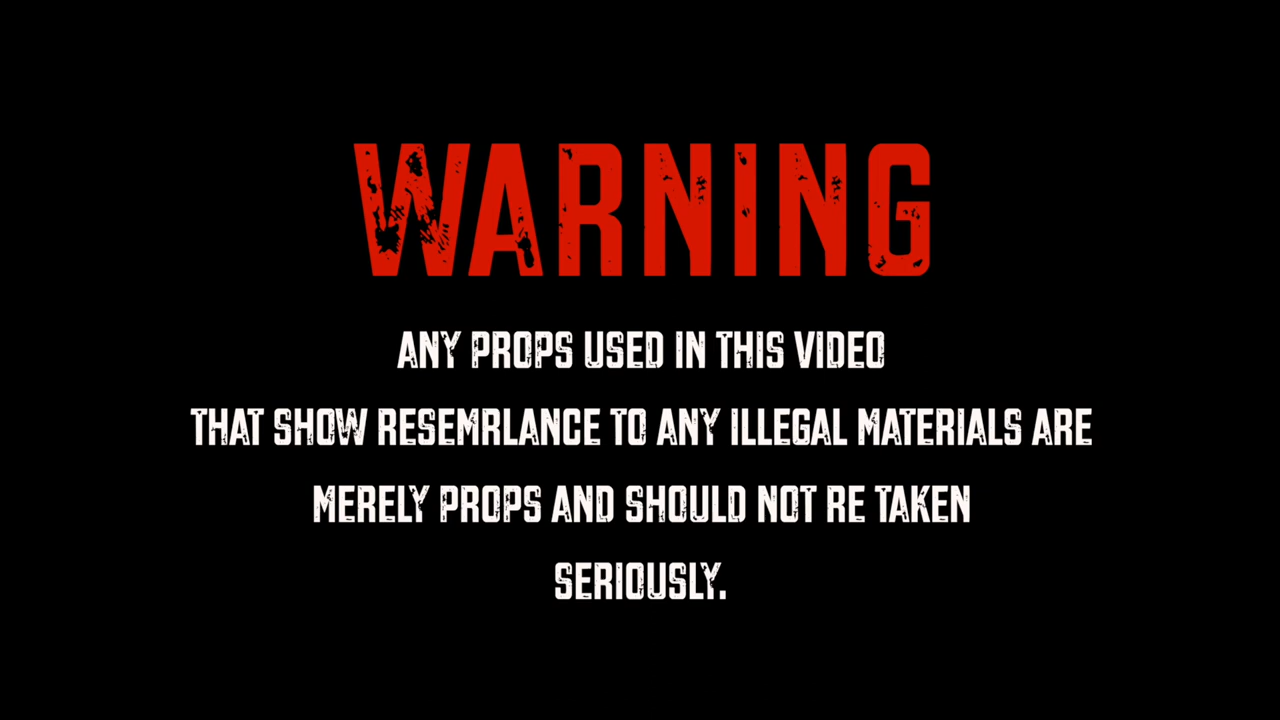 WARNING
ANY PROPS USED IN THIS VIDEO
THAT SHOW RESEMRLANCE TO ANY ILLEGAL MATERIALS ARE
MERELY PROPS AND SHOULD NOT RE TAKEN
SERIOUSLY.